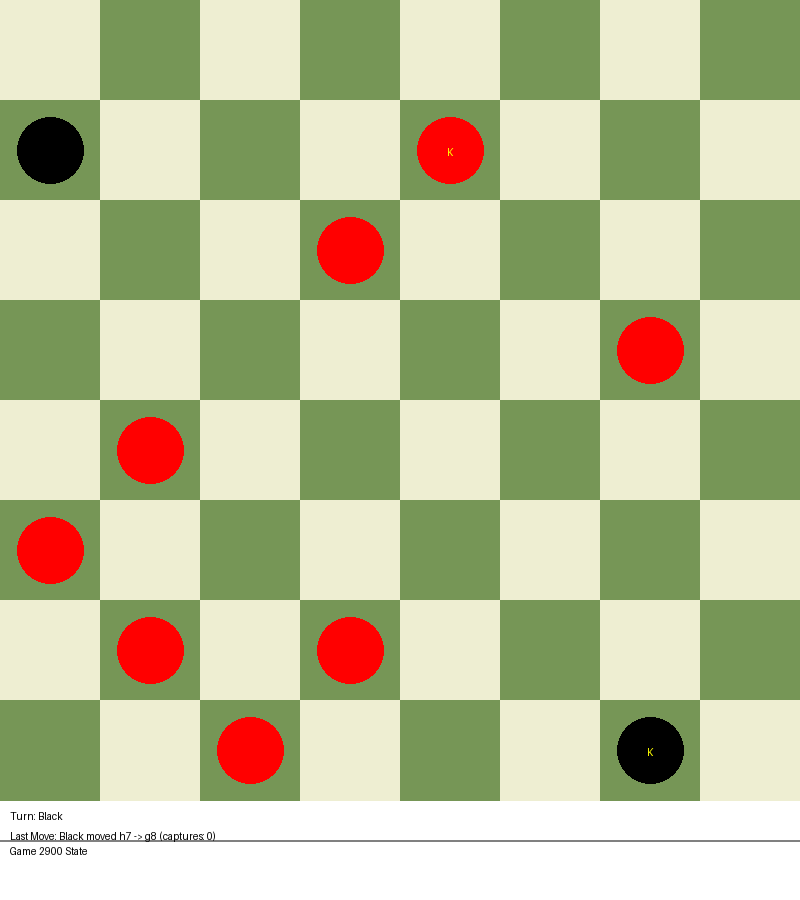 K
K
Turn: Black
Last Move: Black moved h7 -> g8 (captures: 0)
Game 2900 State